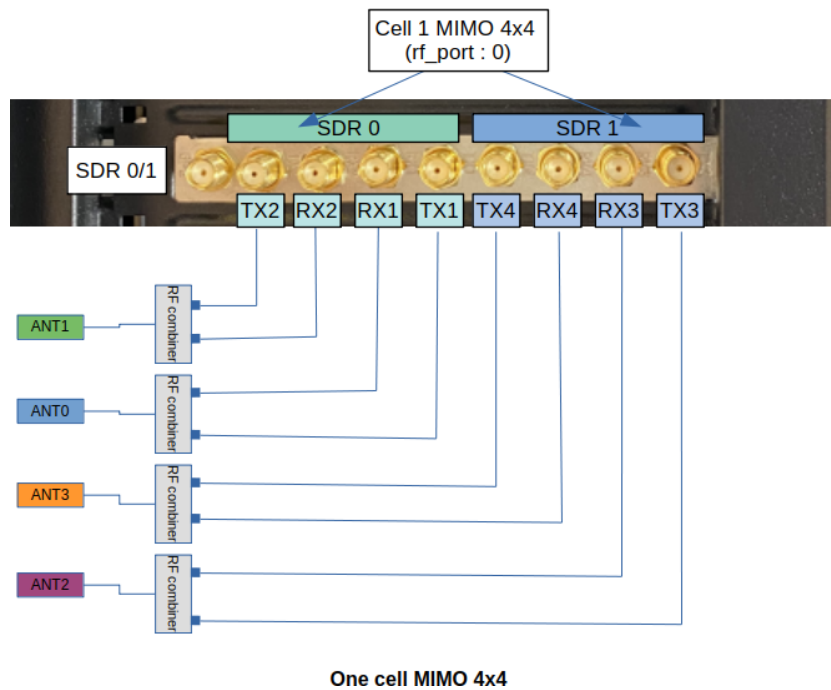 Cell 1 MIMO 4x4
(rf_port : 0)
SDR 0
SDR 1
SDR 0/1
TX2
RX2
RX1
TX1
TX4
RX4
RX3
TX3
ANT1
RF combiner
ANT0
RF combiner
ANT3
RF combiner
ANT2
RF combiner
One cell MIMO 4x4